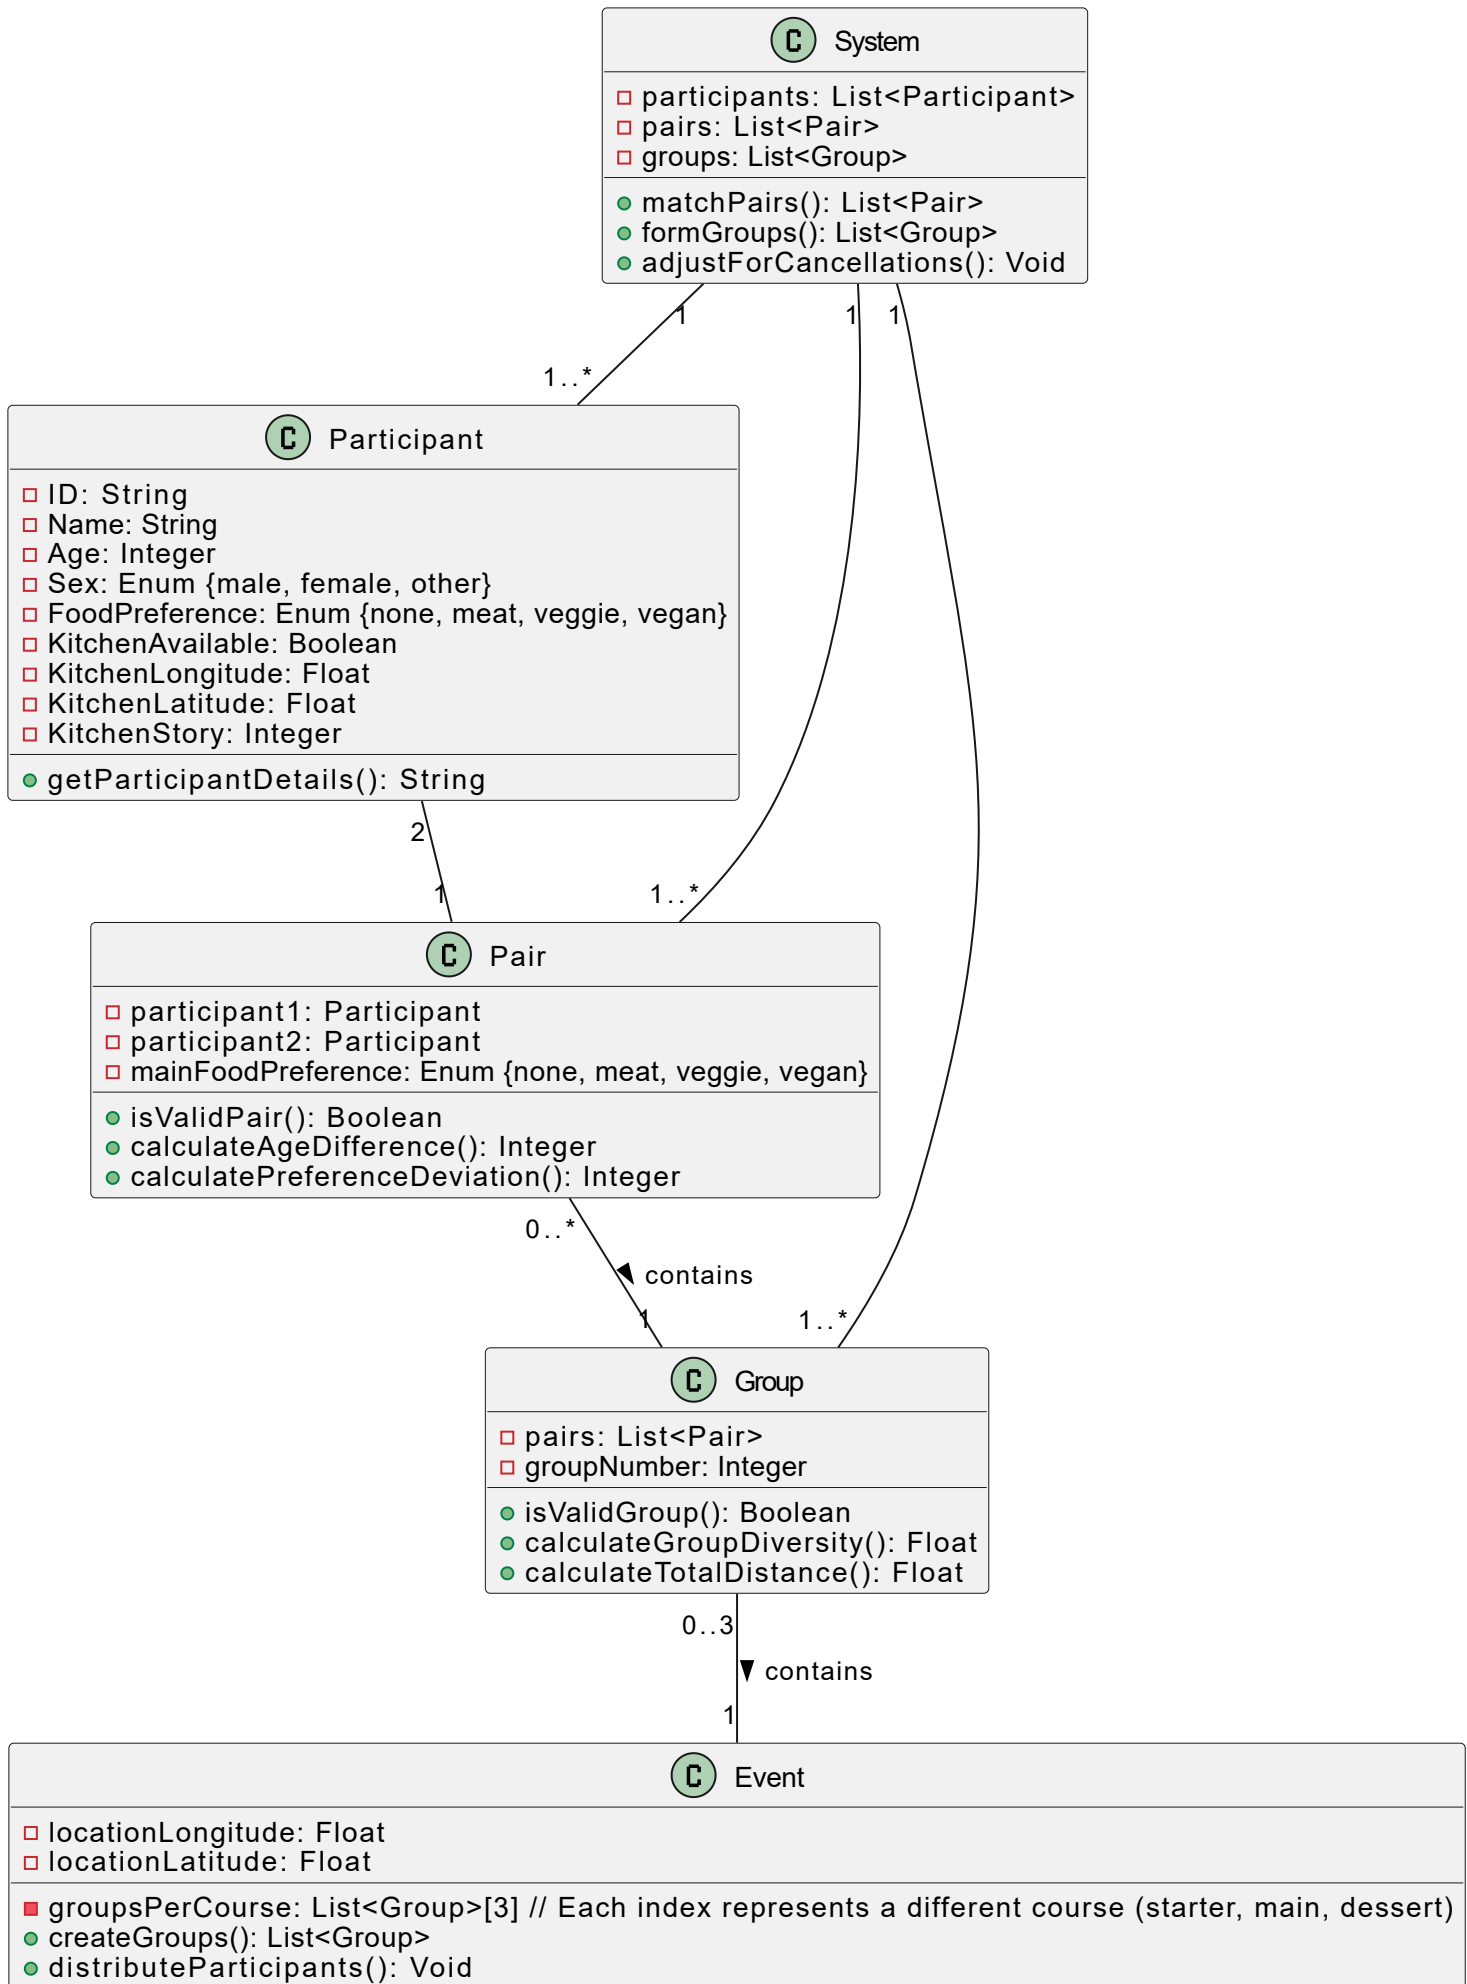 C System
participants: List<Participant>
pairs: List<Pair>
groups: List<Group>
matchPairs(): List<Pair>
formGroups(): List<Group>
adjustForCancellations(): Void
1
1
1
1..*
C Participant
ID: String
Name: String
Age: Integer
Sex: Enum {male, female, other}
FoodPreference: Enum {none, meat, veggie, vegan}
KitchenAvailable: Boolean
KitchenLongitude: Float
KitchenLatitude: Float
KitchenStory: Integer
getParticipantDetails(): String
2
1
1..*
C Pair
participant1: Participant
participant2: Participant
mainFoodPreference: Enum {none, meat, veggie, vegan}
isValidPair(): Boolean
calculateAgeDifference(): Integer
calculatePreferenceDeviation(): Integer
0..*
contains
1
1..*
C Group
pairs: List<Pair>
groupNumber: Integer
isValidGroup(): Boolean
calculateGroupDiversity(): Float
calculateTotalDistance(): Float
0..3
contains
1
C Event
locationLongitude: Float
locationLatitude: Float
groupsPerCourse: List<Group>[3] // Each index represents a different course (starter, main, dessert)
createGroups(): List<Group>
distributeParticipants(): Void